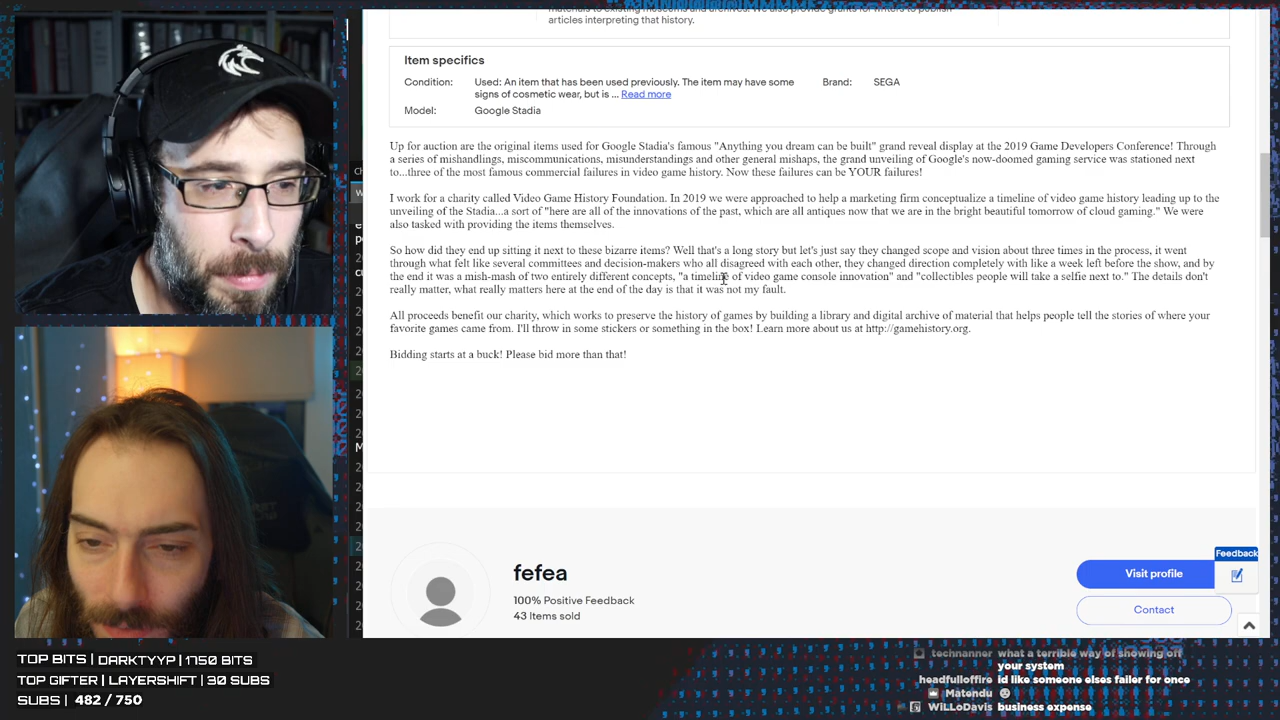 articles interpreting that history.
Item specifics
Condition: Used: An item that has been used previously. The item may have some Brand: SEGA
signs of cosmetic wear, but is ... Read more
Model: Google Stadia
Up for auction are the original items used for Google Stadia's famous "Anything you dream can be built" grand reveal display at the 2019 Game Developers Conference! Through
a series of mishandlings, miscommunications, misunderstandings and other general mishaps, the grand unveiling of Google's now-doomed gaming service was stationed next
to...three of the most famous commercial failures in video game history. Now these failures can be YOUR failures!
I work for a charity called Video Game History Foundation. In 2019 we were approached to help a marketing firm conceptualize a timeline of video game history leading up to the
unveiling of the Stadia...a sort of "here are all of the innovations of the past, which are all antiques now that we are in the bright beautiful tomorrow of cloud gaming." We were
also tasked with providing the items themselves.
So how did they end up sitting it next to these bizarre items? Well that's a long story but let's just say they changed scope and vision about three times in the process, it went
through what felt like several committees and decision-makers who all disagreed with each other, they changed direction completely with like a week left before the show, and by
the end it was a mish-mash of two entirely different concepts, "a timeline of video game console innovation" and "collectibles people will take a selfie next to." The details don't
really matter, what really matters here at the end of the day is that it was not my fault.
All proceeds benefit our charity, which works to preserve the history of games by building a library and digital archive of material that helps people tell the stories of where your
favorite games came from. I'll throw in some stickers or something in the box! Learn more about us at http://gamehistory.org.
Bidding starts at a buck! Please bid more than that!
fefea
100% Positive Feedback
43 Items sold
Visit profile
Contact
Feedback
TOP BITS | DARKTYYP | 1750 BITS
TOP GIFTER | LAYERSHIFT | 30 SUBS
SUBS | 482 / 750
technanner what a terrible way of showing off
your system
headfulloffire id like someone elses failer for once
Matendu
WiLLoDavis business expense